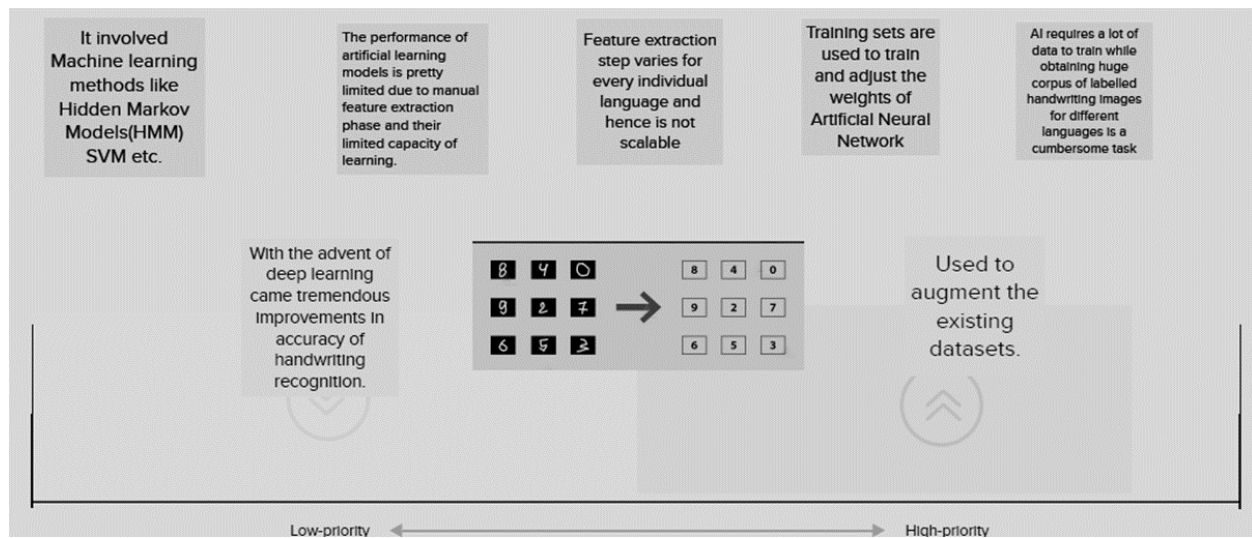 It involved
Machine learning
methods like
Hidden Markov
Models(HMM)
SVM etc.
The performance of
artificial learning
models is pretty
limited due to manual
feature extraction
phase and their
limited capacity of
learning.
Feature extraction
step varies for
every individual
language and
hence is not
scalable
Training sets are
used to train
and adjust the
weights of
Artificial Neural
Network
AI requires a lot of
data to train while
obtaining huge
corpus of labelled
handwriting images
for different
languages is a
cumbersome task
With the advent of
deep learning
came tremendous
improvements in
accuracy of
handwriting
recognition.
8 4 0
9 2 7
6 5 3
8 4 0
9 2 7
6 5 3
Used to
augment the
existing
datasets.
Low-priority
High-priority